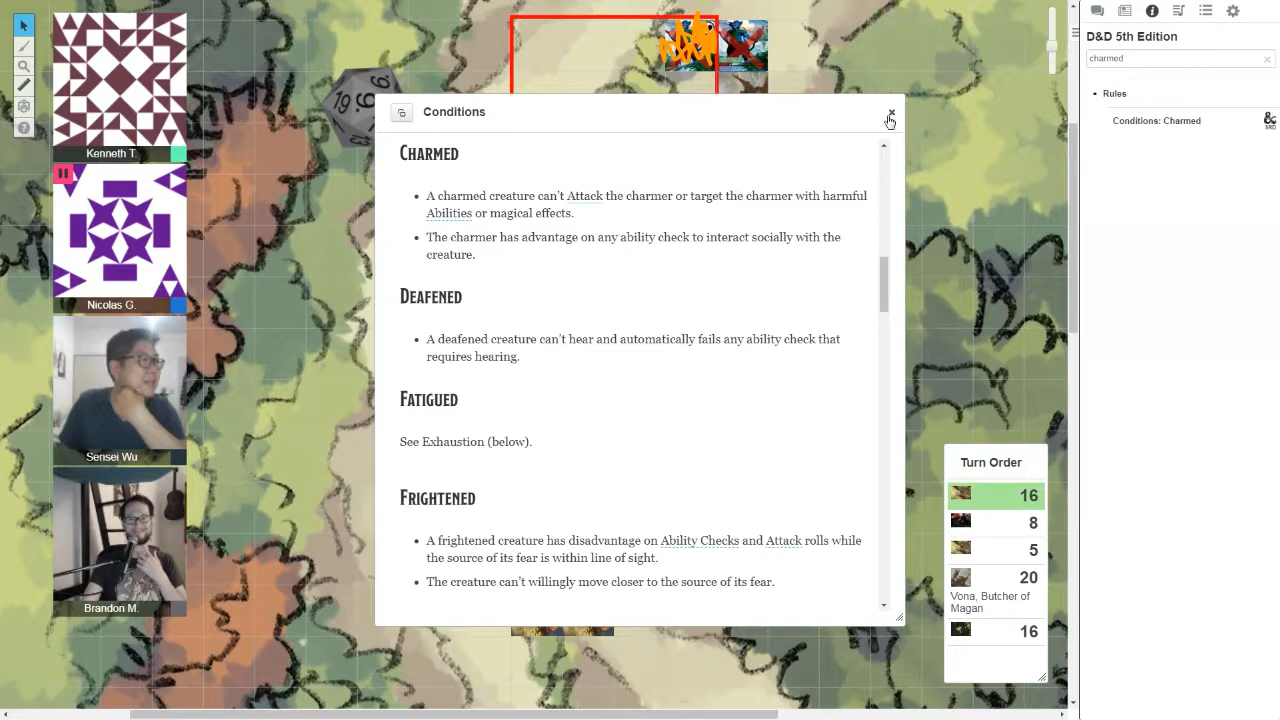 Kenneth T.
Nicolas G.
Sensei Wu
Brandon M.
19
Conditions
Charmed
A charmed creature can't Attack the charmer or target the charmer with harmful
Abilities or magical effects.
The charmer has advantage on any ability check to interact socially with the
creature.
Deafened
A deafened creature can't hear and automatically fails any ability check that
requires hearing.
Fatigued
See Exhaustion (below).
Frightened
A frightened creature has disadvantage on Ability Checks and Attack rolls while
the source of its fear is within line of sight.
The creature can't willingly move closer to the source of its fear.
Turn Order
16
8
5
20
Vona, Butcher of
Magan
16
D&D 5th Edition
charmed
Rules
Conditions: Charmed
&
SRD